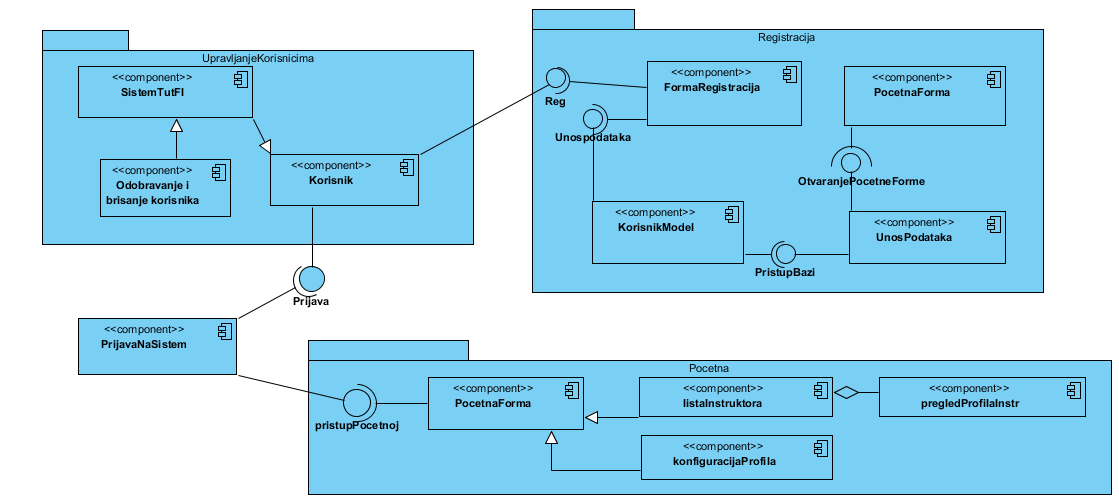 UpravljanjeKorisnicima
<<component>>
SistemTutFI
<<component>>
Odobravanje i
brisanje korisnika
<<component>>
Korisnik
Prijava
<<component>>
PrijavaNaSistem
Registracija
Reg
<<component>>
FormaRegistracija
<<component>>
PocetnaForma
Unospodataka
OtvaranjePocetneForme
<<component>>
KorisnikModel
<<component>>
UnosPodataka
PristupBazi
Pocetna
pristupPocetnoj
<<component>>
PocetnaForma
<<component>>
listaInstruktora
<<component>>
pregledProfilaInstr
<<component>>
konfiguracijaProfila